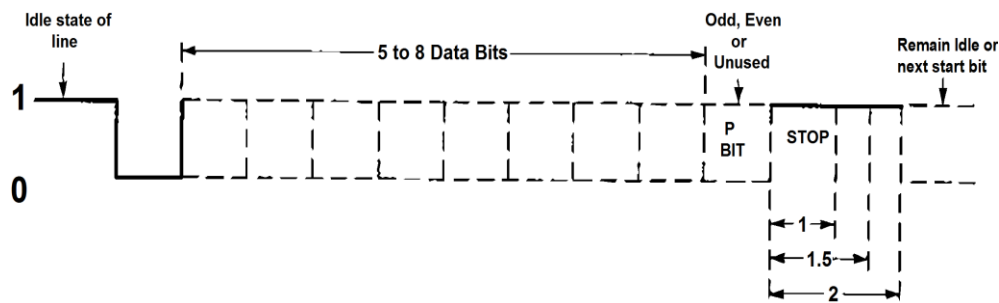 Idle state of
line
5 to 8 Data Bits
Odd, Even
or
Unused
Remain Idle or
next start bit
1
0
P
BIT
STOP
1
1.5
2